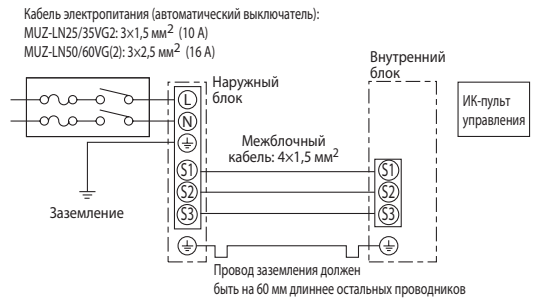 Кабель электропитания (автоматический выключатель):
MUZ-LN25/35VG2: 3×1,5 мм² (10 А)
MUZ-LN50/60VG(2): 3×2,5 мм² (16 А)
Наружный
блок
Внутренний
блок
ИК-пульт
управления
L
N
Межблочный
кабель: 4×1,5 мм²
S1
S2
S3
S1
S2
S3
Заземление
Провод заземления должен
быть на 60 мм длиннее остальных проводников